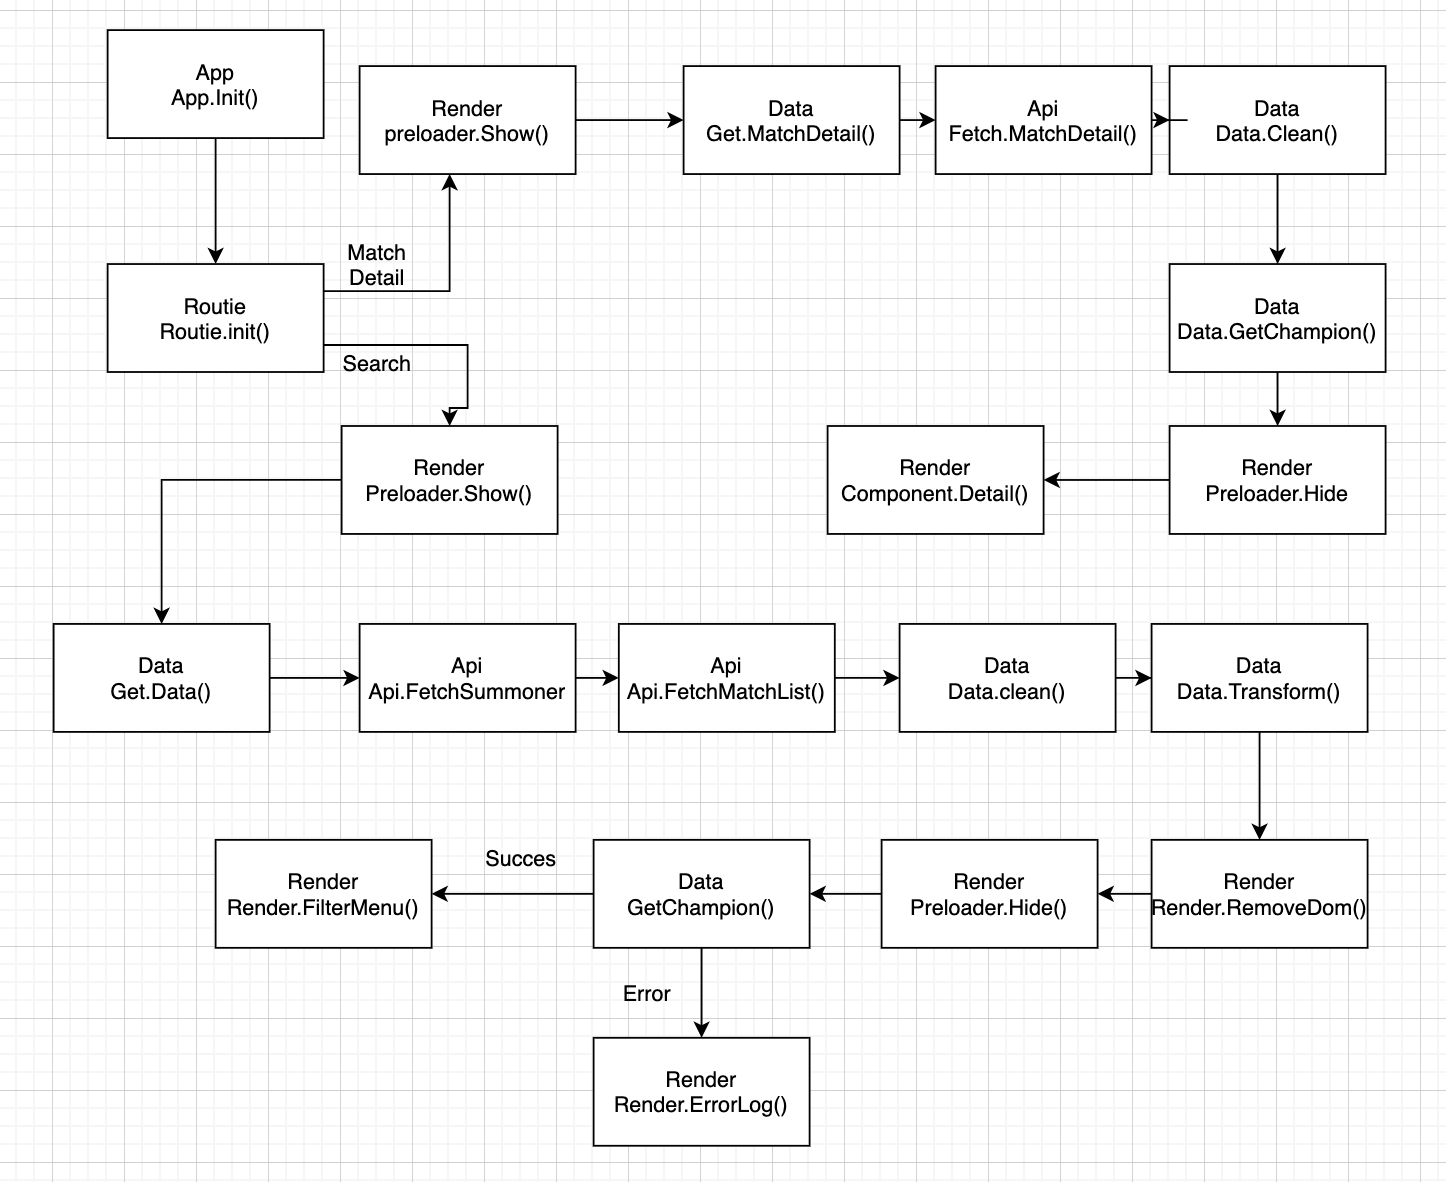 App
App.Init()
Render
preloader.Show()
Data
Get.MatchDetail()
Api
Fetch.MatchDetail()
Data
Data.Clean()
Match
Detail
Routie
Routie.init()
Search
Data
Data.GetChampion()
Render
Preloader.Show()
Render
Component.Detail()
Render
Preloader.Hide
Data
Get.Data()
Api
Api.FetchSummoner
Api
Api.FetchMatchList()
Data
Data.clean()
Data
Data.Transform()
Render
Render.FilterMenu()
Succes
Data
GetChampion()
Render
Preloader.Hide()
Render
Render.RemoveDom()
Error
Render
Render.ErrorLog()